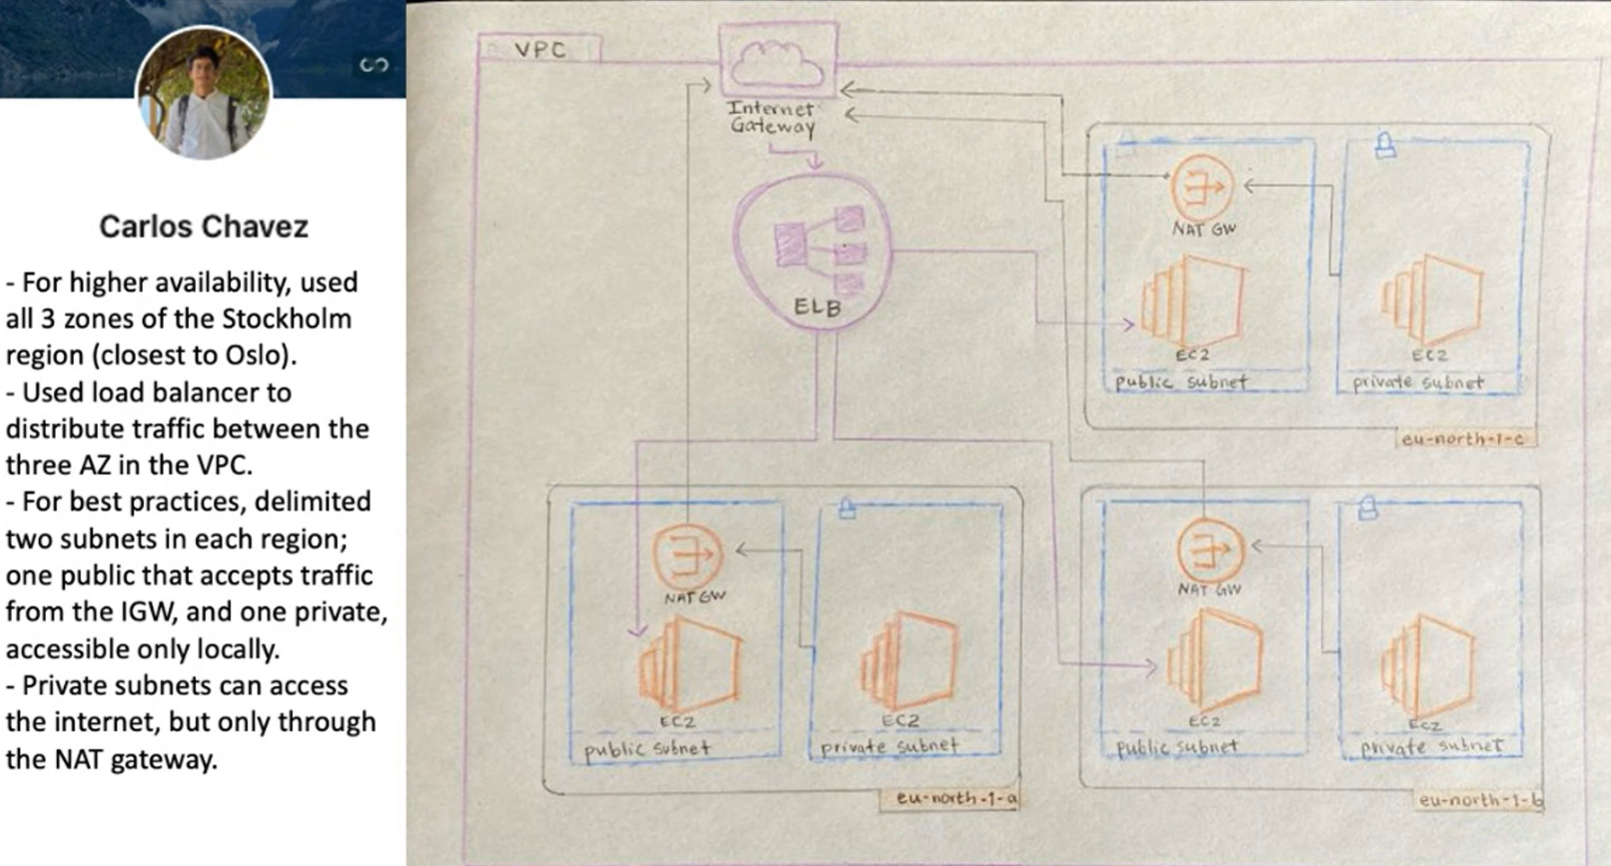 Carlos Chavez
- For higher availability, used
all 3 zones of the Stockholm
region (closest to Oslo).
- Used load balancer to
distribute traffic between the
three AZ in the VPC.
- For best practices, delimited
two subnets in each region;
one public that accepts traffic
from the IGW, and one private,
accessible only locally.
- Private subnets can access
the internet, but only through
the NAT gateway.
VPC
Internet
Gateway
ELB
NAT GW
EC2
public subnet
EC2
private subnet
eu-north-1-c
NAT GW
EC2
public subnet
EC2
private subnet
eu-north-1-a
NAT GW
EC2
public subnet
EC2
private subnet
eu-north-1-b